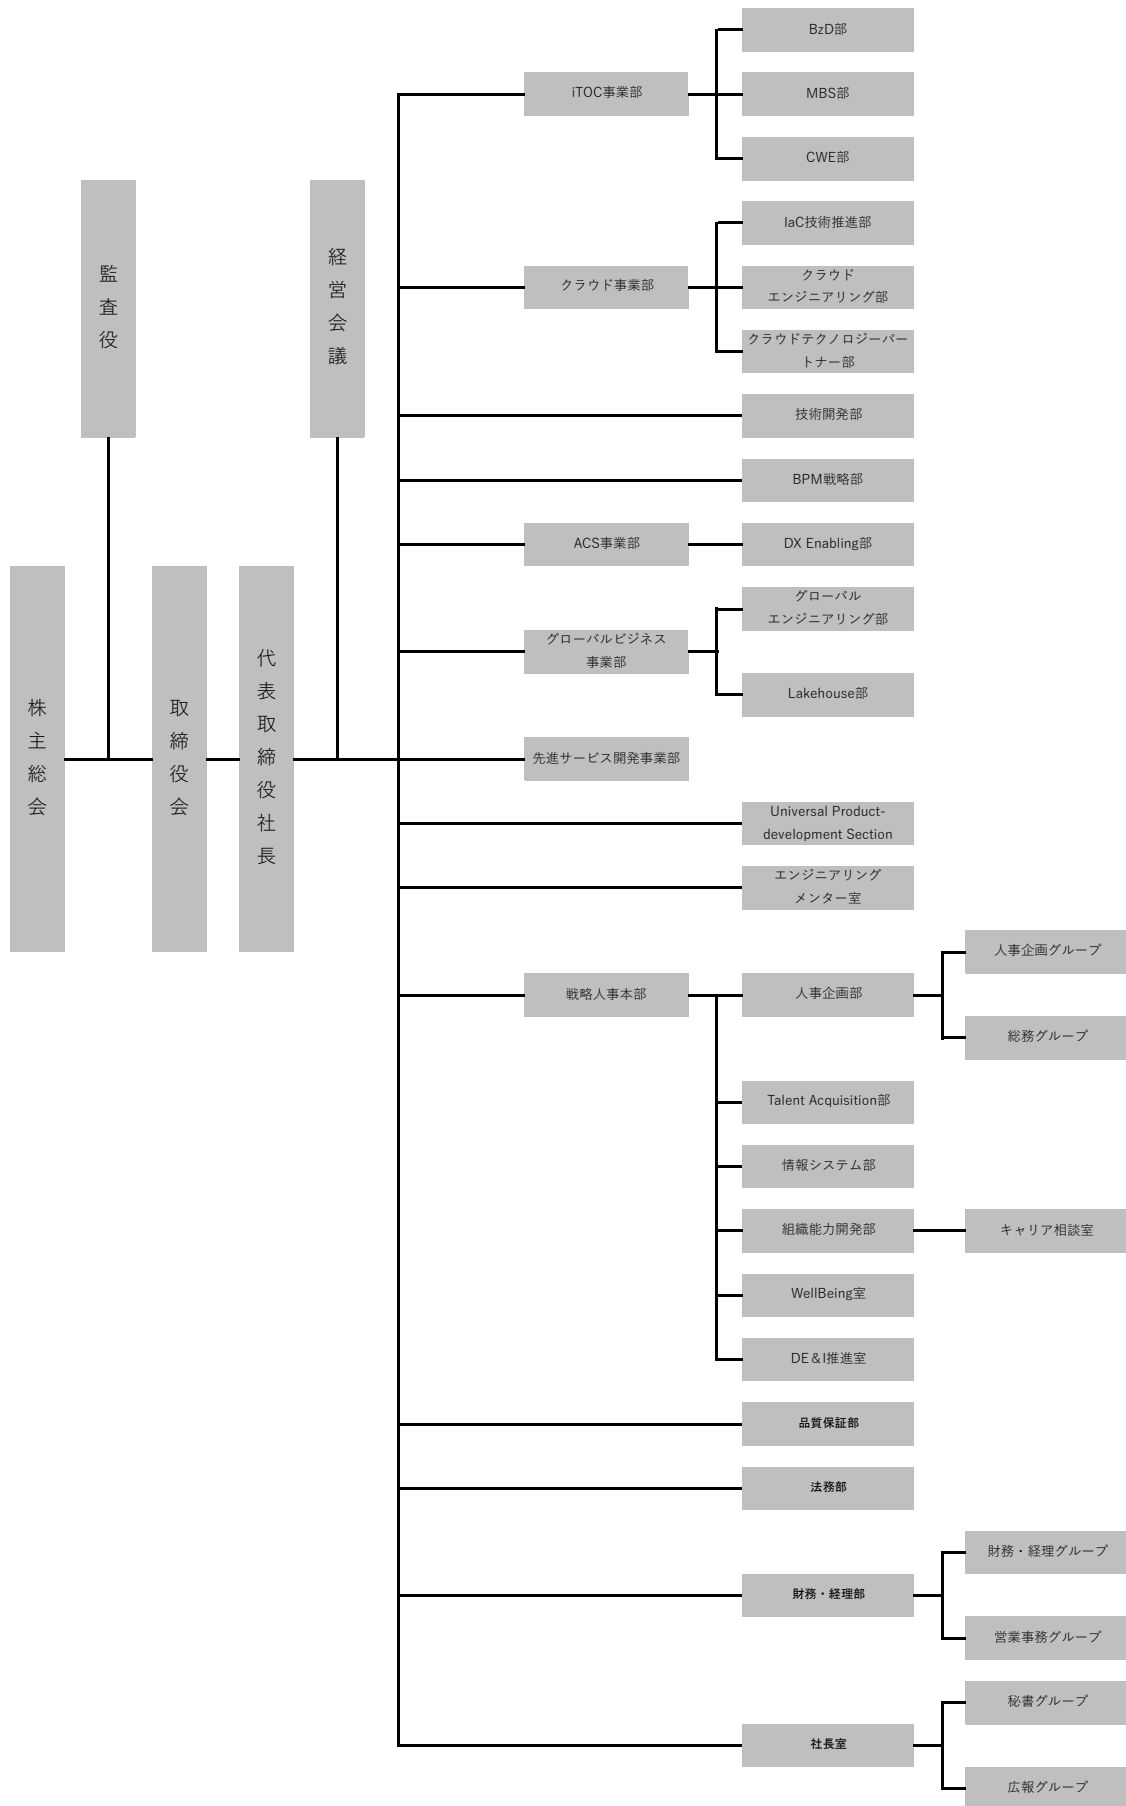 株主総会
監査役
取締役会
代表取締役社長
経営会議
iTOC事業部
BzD部
MBS部
CWE部
クラウド事業部
IaC技術推進部
クラウド
エンジニアリング部
クラウドテクノロジーパー
トナー部
技術開発部
BPM戦略部
ACS事業部
DX Enabling部
グローバルビジネス
事業部
グローバル
エンジニアリング部
Lakehouse部
先進サービス開発事業部
Universal Product-
development Section
エンジニアリング
メンター室
戦略人事本部
人事企画部
人事企画グループ
総務グループ
Talent Acquisition部
情報システム部
組織能力開発部
キャリア相談室
WellBeing室
DE＆I推進室
品質保証部
法務部
財務・経理部
財務・経理グループ
営業事務グループ
社長室
秘書グループ
広報グループ